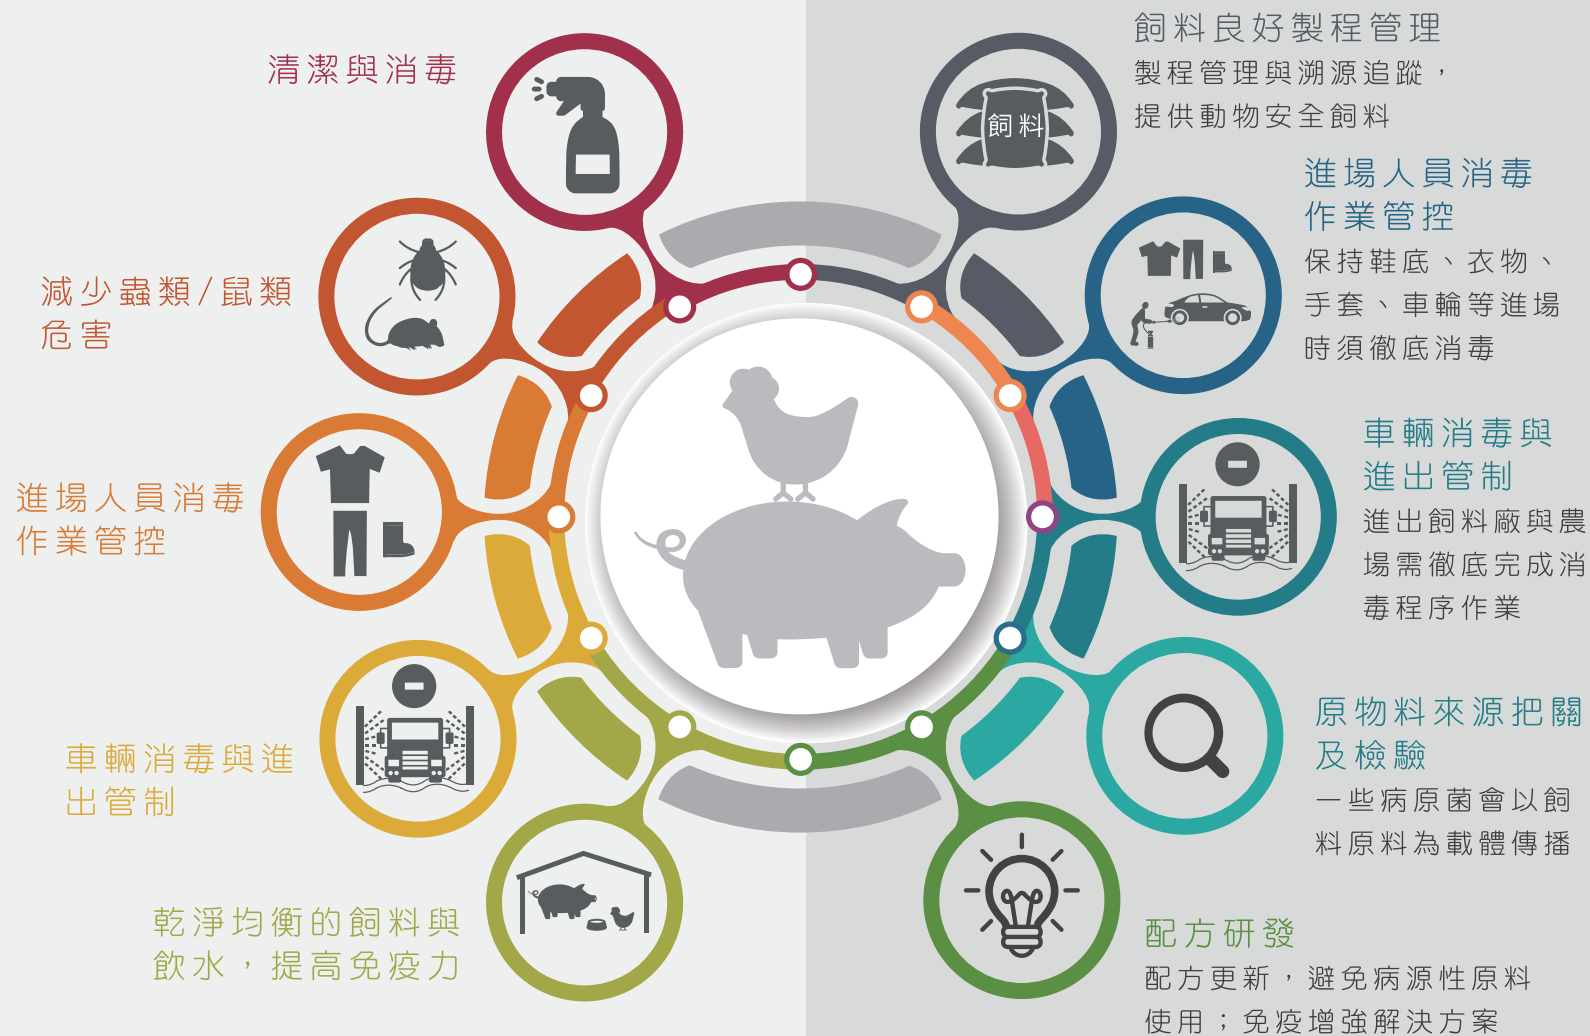 清潔與消毒
減少蟲類/鼠類
危害
進場人員消毒
作業管控
車輛消毒與進
出管制
乾淨均衡的飼料與
飲水，提高免疫力
飼料
飼料良好製程管理
製程管理與溯源追蹤，
提供動物安全飼料
進場人員消毒
作業管控
保持鞋底、衣物、
手套、車輪等進場
時須徹底消毒
車輛消毒與
進出管制
進出飼料廠與農
場需徹底完成消
毒程序作業
原物料來源把關
及檢驗
一些病原菌會以飼
料原料為載體傳播
配方研發
配方更新，避免病源性原料
使用；免疫增強解決方案